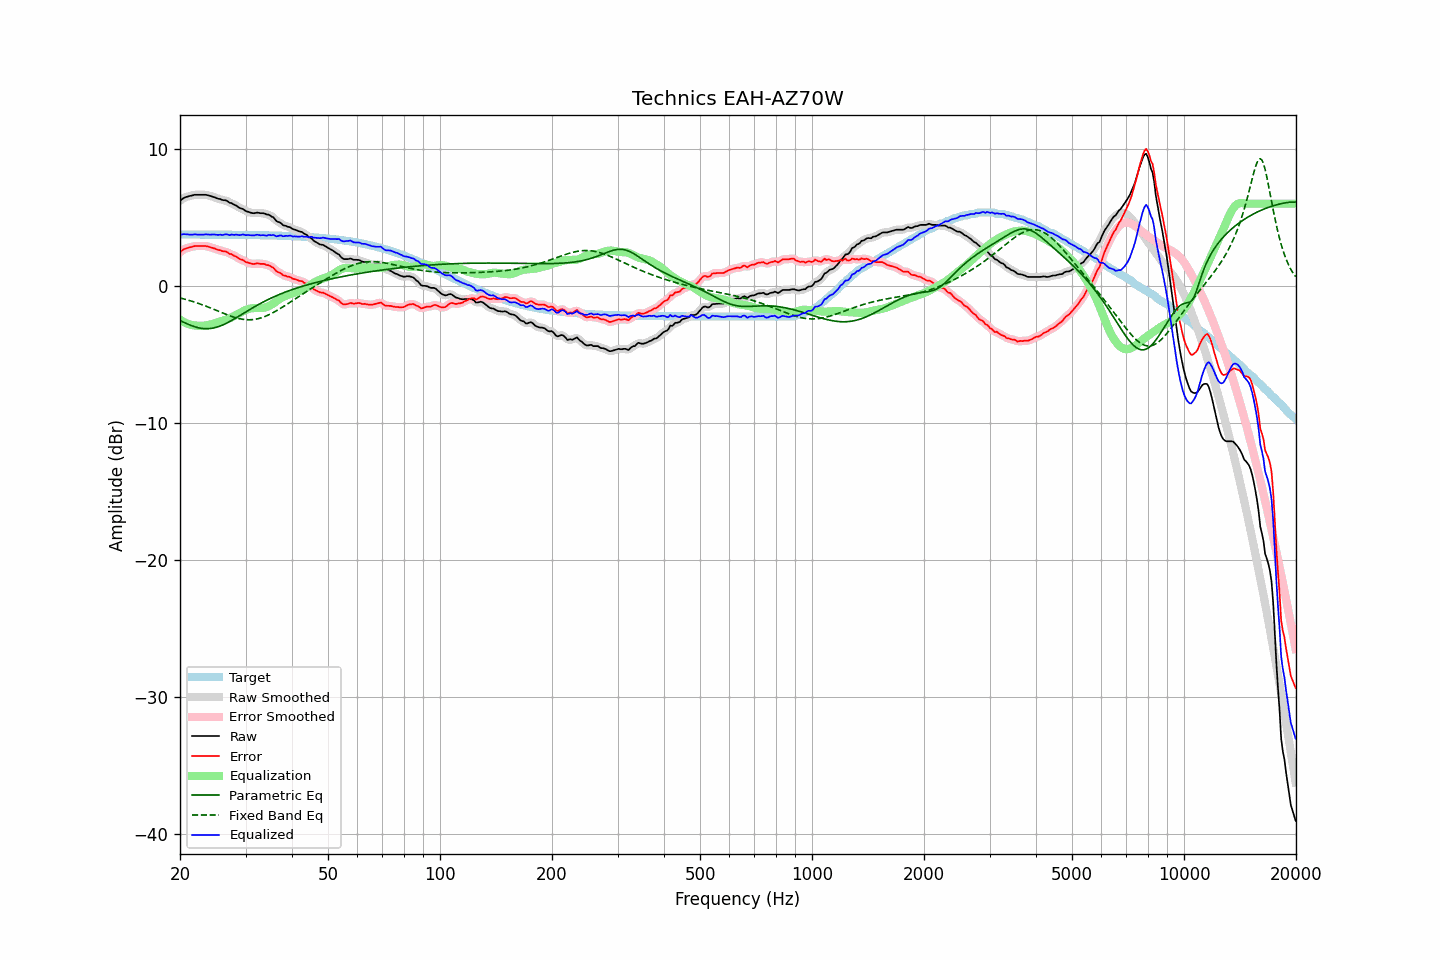 Technics EAH-AZ70W
Amplitude (dBr)
10
0
−10
−20
−30
−40
Target
Raw Smoothed
Error Smoothed
Raw
Error
Equalization
Parametric Eq
Fixed Band Eq
Equalized
20 50 100 200 500 1000 2000 5000 10000 20000
Frequency (Hz)